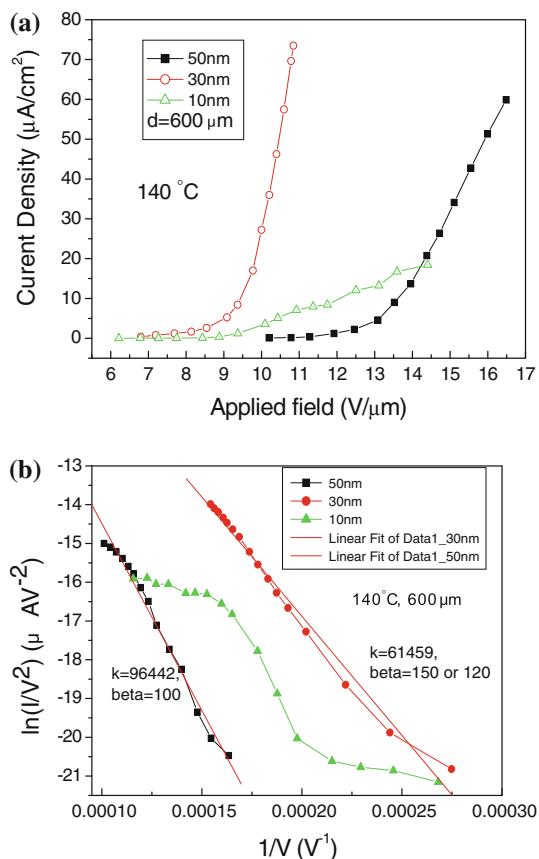 (a)
80
70
60
50
40
30
20
10
0
Curent Density (μA/cm²)
50nm
30nm
10nm
d=600 μm
140 °C
6 7 8 9 10 11 12 13 14 15 16 17
Applied field (V/μm)
(b)
-13
-14
-15
-16
-17
-18
-19
-20
-21
ln(I/V²) (μ AV⁻²)
50nm
30nm
10nm
Linear Fit of Data1_30nm
Linear Fit of Data1_50nm
140°C, 600μm
k=61459,
beta=150 or 120
k=96442,
beta=100
0.00010 0.00015 0.00020 0.00025 0.00030
1/V (V⁻¹)